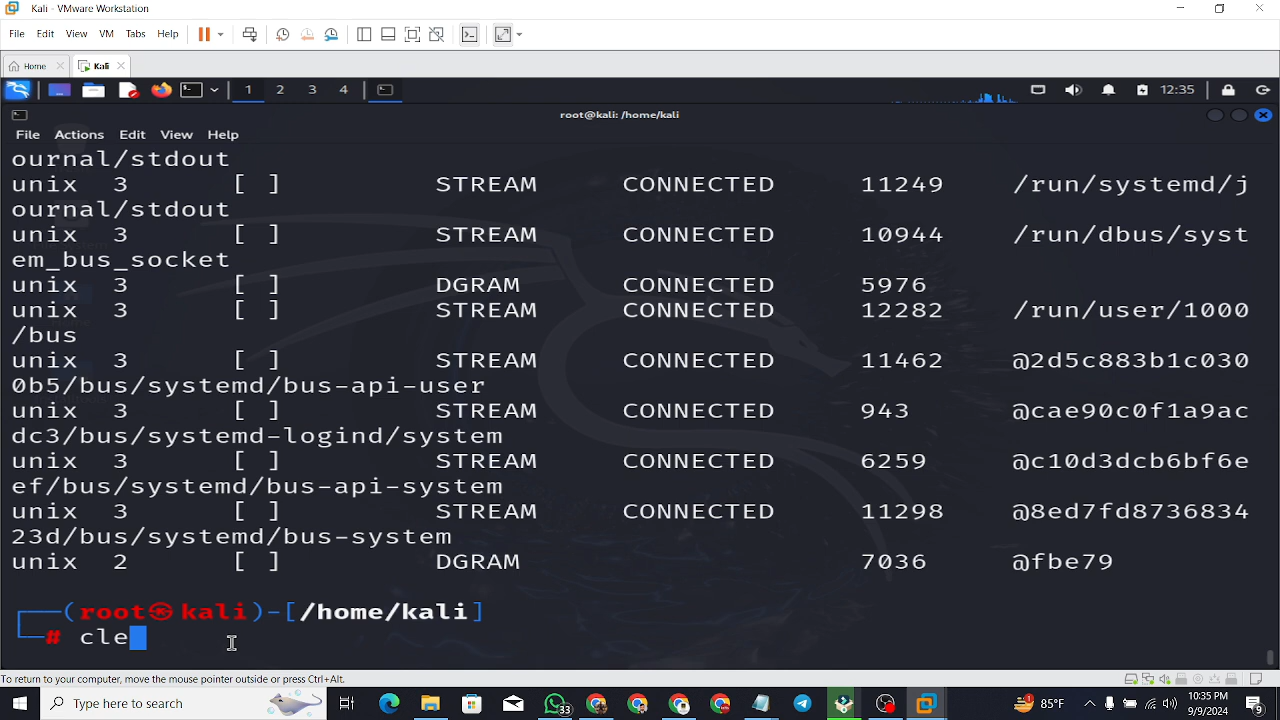 Kali - VMware Workstation
File Edit View VM Tabs Help
Home Kali
1 2 3 4 12:35
root@kali: /home/kali
File Actions Edit View Help
ournal/stdout
unix 3 [ ] STREAM CONNECTED 11249 /run/systemd/j
ournal/stdout
unix 3 [ ] STREAM CONNECTED 10944 /run/dbus/syst
em_bus_socket
unix 3 [ ] DGRAM CONNECTED 5976
unix 3 [ ] STREAM CONNECTED 12282 /run/user/1000
/bus
unix 3 [ ] STREAM CONNECTED 11462 @2d5c883b1c030
0b5/bus/systemd/bus-api-user
unix 3 [ ] STREAM CONNECTED 943 @cae90c0f1a9ac
dc3/bus/systemd-logind/system
unix 3 [ ] STREAM CONNECTED 6259 @c10d3dcb6bf6e
ef/bus/systemd/bus-api-system
unix 3 [ ] STREAM CONNECTED 11298 @8ed7fd8736834
23d/bus/systemd/bus-system
unix 2 [ ] DGRAM 7036 @fbe79
┌──(root㉿kali)-[/home/kali]
└─# cle
To return to your computer, move the mouse pointer outside or press Ctrl+Alt.
Type here to search 33 1 85°F 10:35 PM
9/9/2024